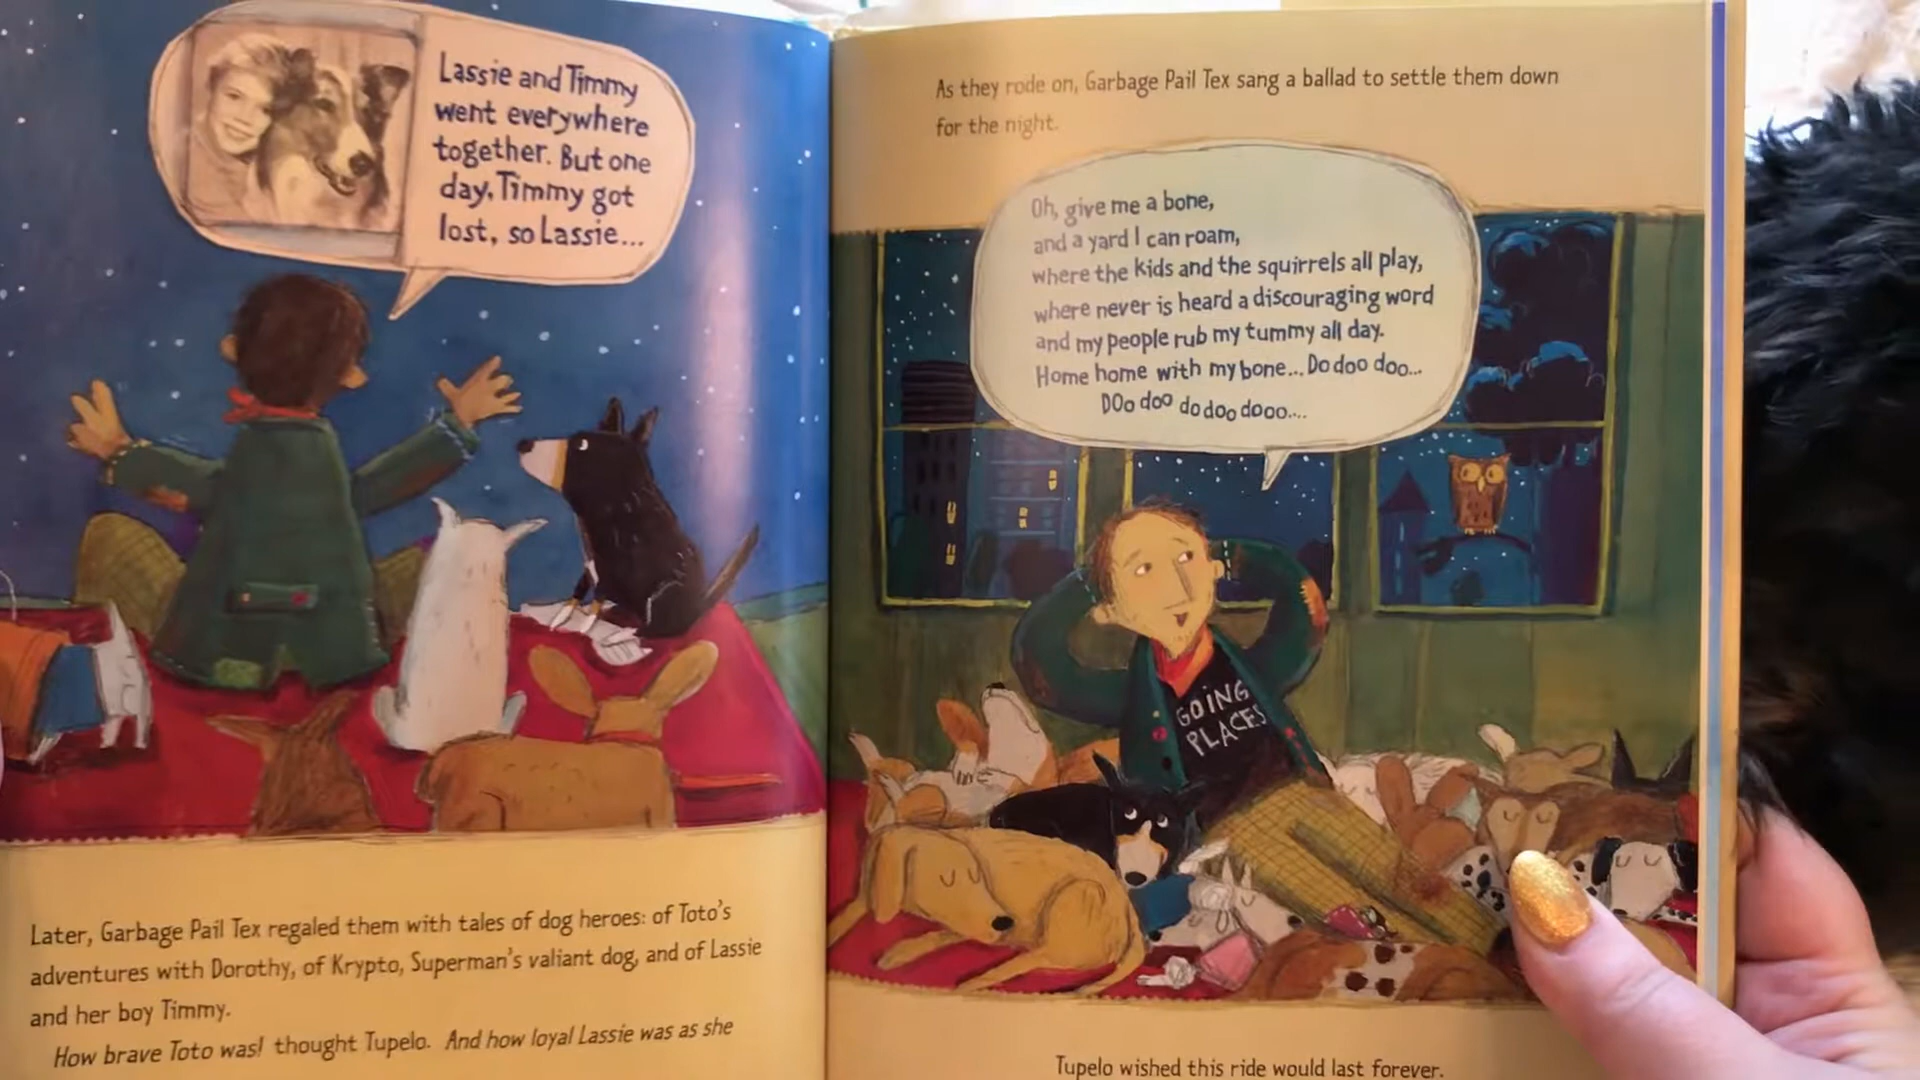 Lassie and Timmy
went everywhere
together. But one
day, Timmy got
lost, so Lassie...
Later, Garbage Pail Tex regaled them with tales of dog heroes: of Toto's
adventures with Dorothy, of Krypto, Superman's valiant dog, and of Lassie
and her boy Timmy.
How brave Toto was! thought Tupelo. And how loyal Lassie was as she
As they rode on, Garbage Pail Tex sang a ballad to settle them down
for the night.
Oh, give me a bone,
and a yard I can roam,
where the kids and the squirrels all play,
where never is heard a discouraging word
and my people rub my tummy all day.
Home home with my bone... Do doo doo...
DOo doo do doo dooo....
GOING
PLACES
Tupelo wished this ride would last forever.